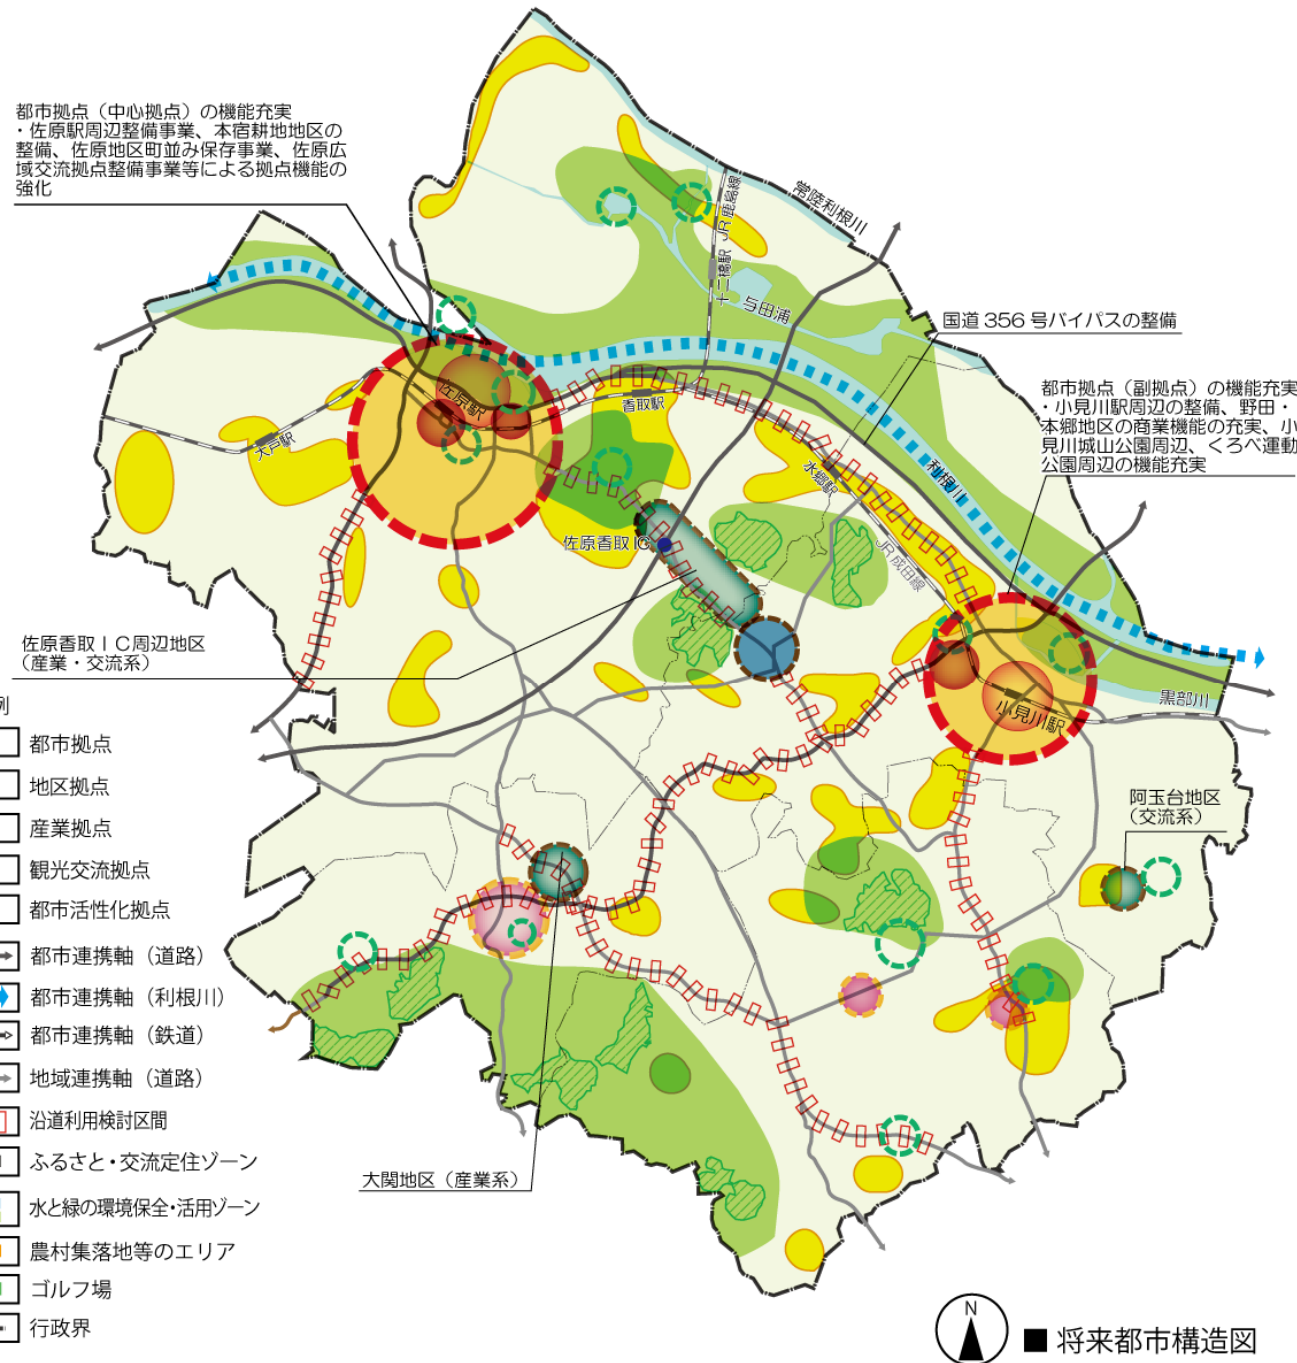 都市拠点（中心拠点）の機能充実
・佐原駅周辺整備事業、本宿耕地地区の
整備、佐原地区町並み保存事業、佐原広
域交流拠点整備事業等による拠点機能の
強化
常陸利根川
JR 鹿島線
十二橋駅
与田浦
国道 356 号バイパスの整備
都市拠点（副拠点）の機能充実
・小見川駅周辺の整備、野田・
本郷地区の商業機能の充実、小
見川城山公園周辺、くろべ運動
公園周辺の機能充実
佐原駅
香取駅
大戸駅
水郷駅
利根川
佐原香取 IC
JR 成田線
佐原香取ＩＣ周辺地区
（産業・交流系）
黒部川
小見川駅
阿玉台地区
（交流系）
大関地区（産業系）
例
都市拠点
地区拠点
産業拠点
観光交流拠点
都市活性化拠点
都市連携軸（道路）
都市連携軸（利根川）
都市連携軸（鉄道）
地域連携軸（道路）
沿道利用検討区間
ふるさと・交流定住ゾーン
水と緑の環境保全・活用ゾーン
農村集落地等のエリア
ゴルフ場
行政界
N
■ 将来都市構造図